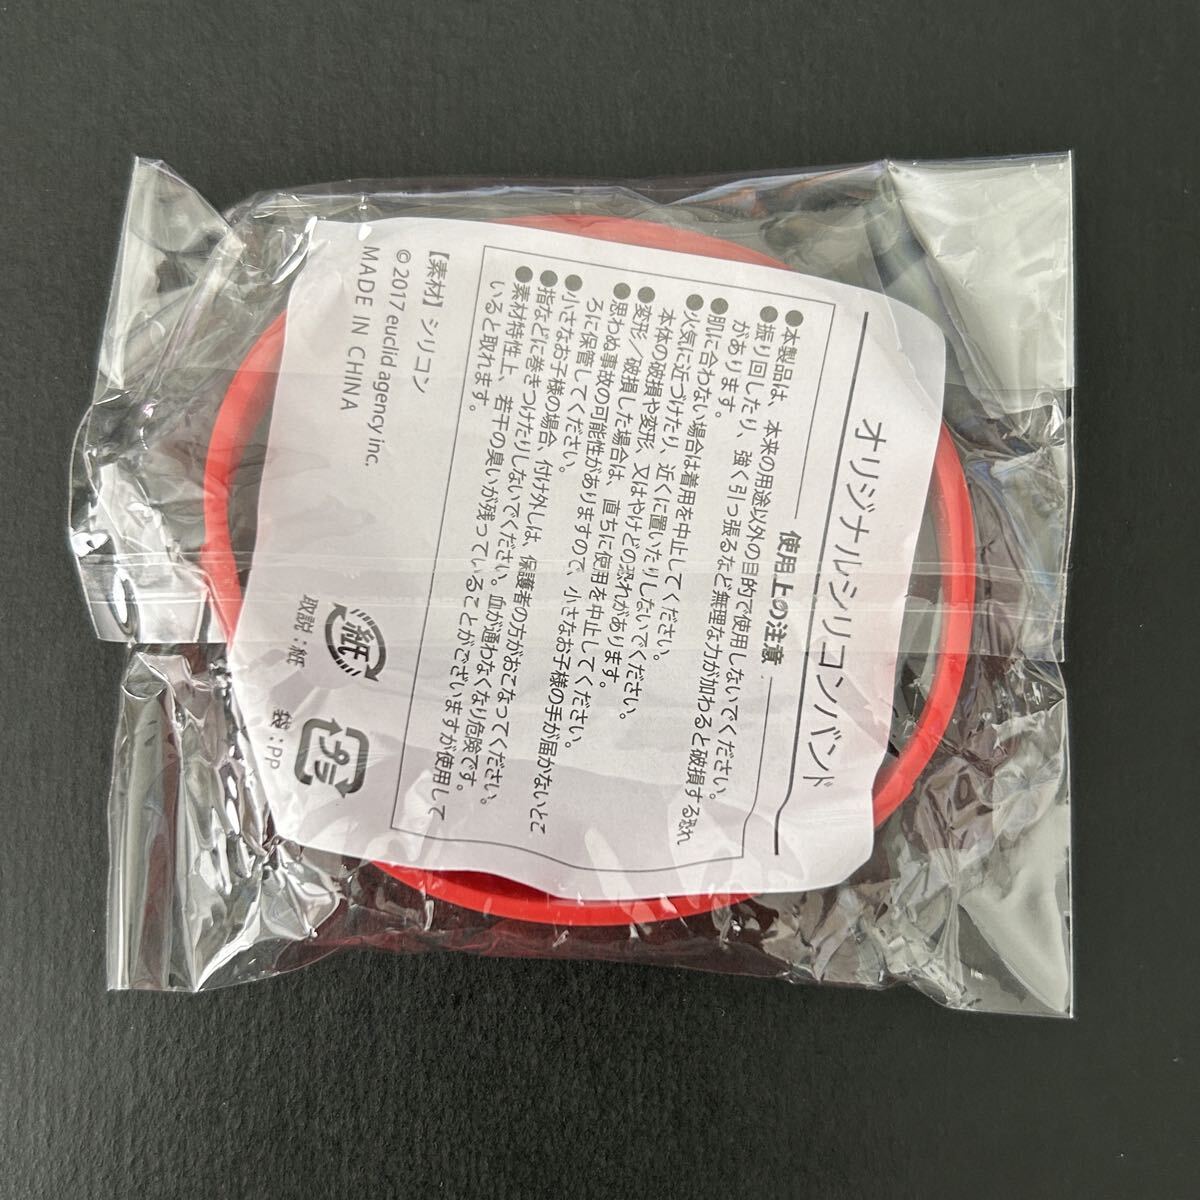 オリジナルシリコンバンド
使用上の注意
●本製品は、本来の用途以外の目的で使用しないでください。
●振り回したり、強く引っ張るなど無理な力が加わると破損する恐れ
があります。
●肌に合わない場合は着用を中止してください。
●火気に近づけたり、近くに置いたりしないでください。
本体の破損や変形、又はやけどの恐れがあります。
●変形、破損した場合は、直ちに使用を中止してください。
●思わぬ事故の可能性がありますので、小さなお子様の手が届かないとこ
ろに保管してください。
●小さなお子様の場合、付け外しは、保護者の方がおこなってください。
●指などに巻きつけたりしないでください。血が通わなくなり危険です。
●素材特性上、若干の臭いが残っていることがございますが使用して
いると取れます。
【素材】シリコン
© 2017 euclid agency inc.
MADE IN CHINA
紙
取説:紙
プラ
袋:PP